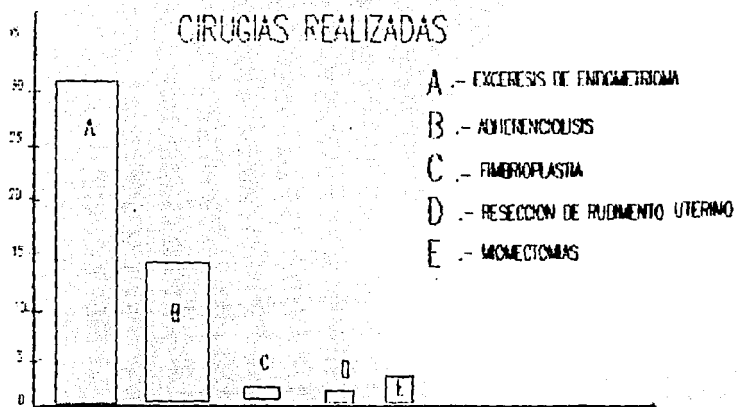 CIRUGIAS REALIZADAS
A .- EXCERESIS DE ENDOMETRIOMA
B .- ADHERENCIOLISIS
C .- FIMBRIOPLASTIA
D .- RESECCION DE RUDIMENTO UTERINO
E .- MIOMECTOMIAS
30
25
20
15
10
5
0
A
B
C
D
E